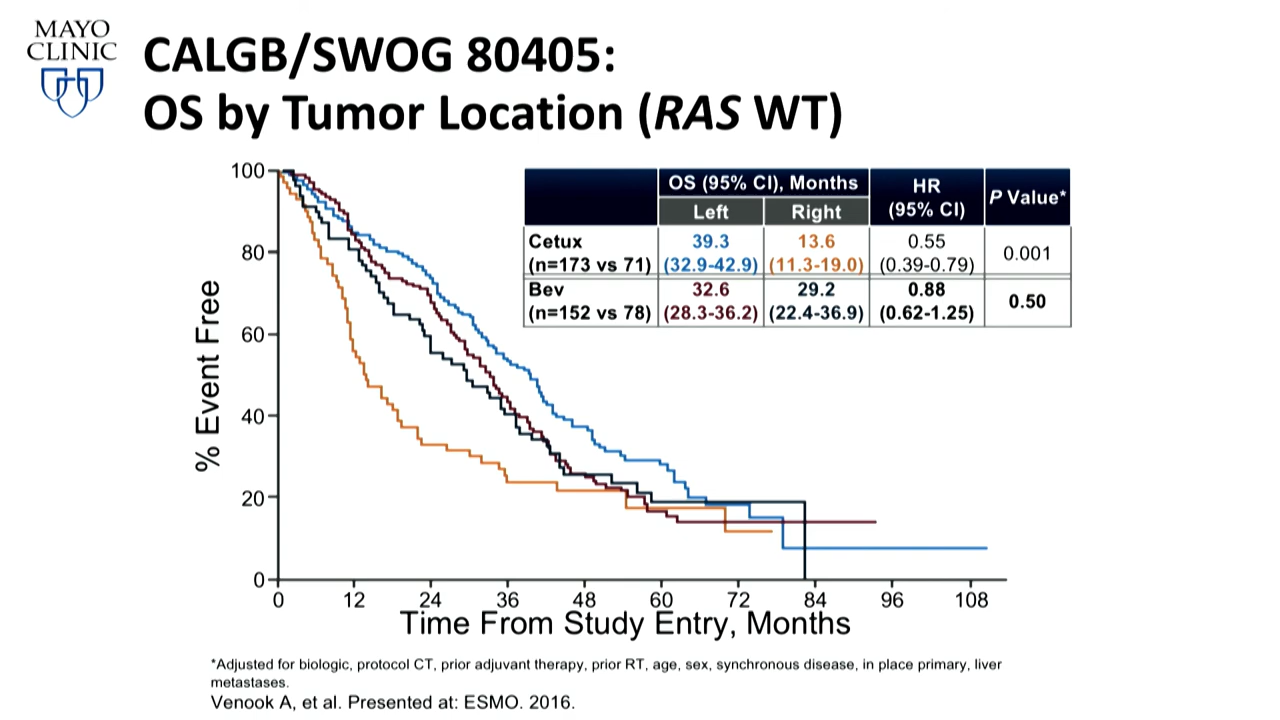 MAYO
CLINIC
CALGB/SWOG 80405:
OS by Tumor Location (RAS WT)
OS (95% CI), Months
HR
(95% CI)
P Value*
Left
Right
Cetux
(n=173 vs 71)
39.3
(32.9-42.9)
13.6
(11.3-19.0)
0.55
(0.39-0.79)
0.001
Bev
(n=152 vs 78)
32.6
(28.3-36.2)
29.2
(22.4-36.9)
0.88
(0.62-1.25)
0.50
% Event Free
100
80
60
40
20
0
0 12 24 36 48 60 72 84 96 108
Time From Study Entry, Months
*Adjusted for biologic, protocol CT, prior adjuvant therapy, prior RT, age, sex, synchronous disease, in place primary, liver
metastases.
Venook A, et al. Presented at: ESMO. 2016.